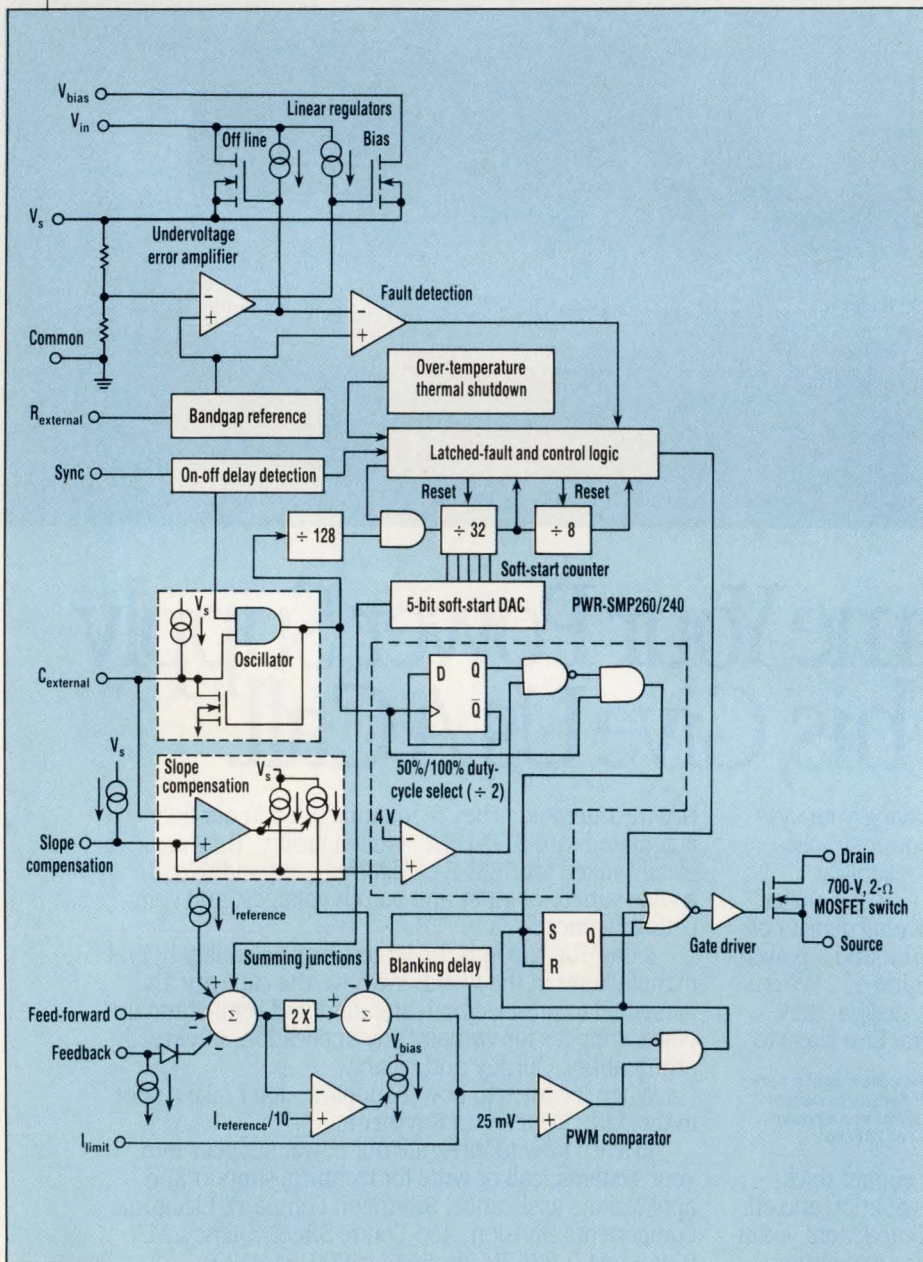 V_bias
V_in
Linear regulators
Off line
Bias
V_s
Undervoltage
error amplifier
−
+
Fault detection
−
+
Common
Over-temperature
thermal shutdown
R_external
Bandgap reference
Latched-fault and control logic
Sync
On-off delay detection
Reset
Reset
÷ 128
÷ 32
÷ 8
Soft-start counter
5-bit soft-start DAC
PWR-SMP260/240
V_s
Oscillator
C_external
D
Q
Q̅
50%/100% duty-
cycle select (÷ 2)
Slope
compensation
V_s
V_s
−
+
4 V
−
+
Slope
compensation
Drain
700-V, 2-Ω
MOSFET switch
Source
Gate driver
I_reference
Summing junctions
Blanking delay
S
R
Q
+
+
−
Feed-forward
−
Σ
2 X
+
Σ
Feedback
−
V_bias
−
+
I_reference/10
−
+
25 mV
PWM comparator
I_limit